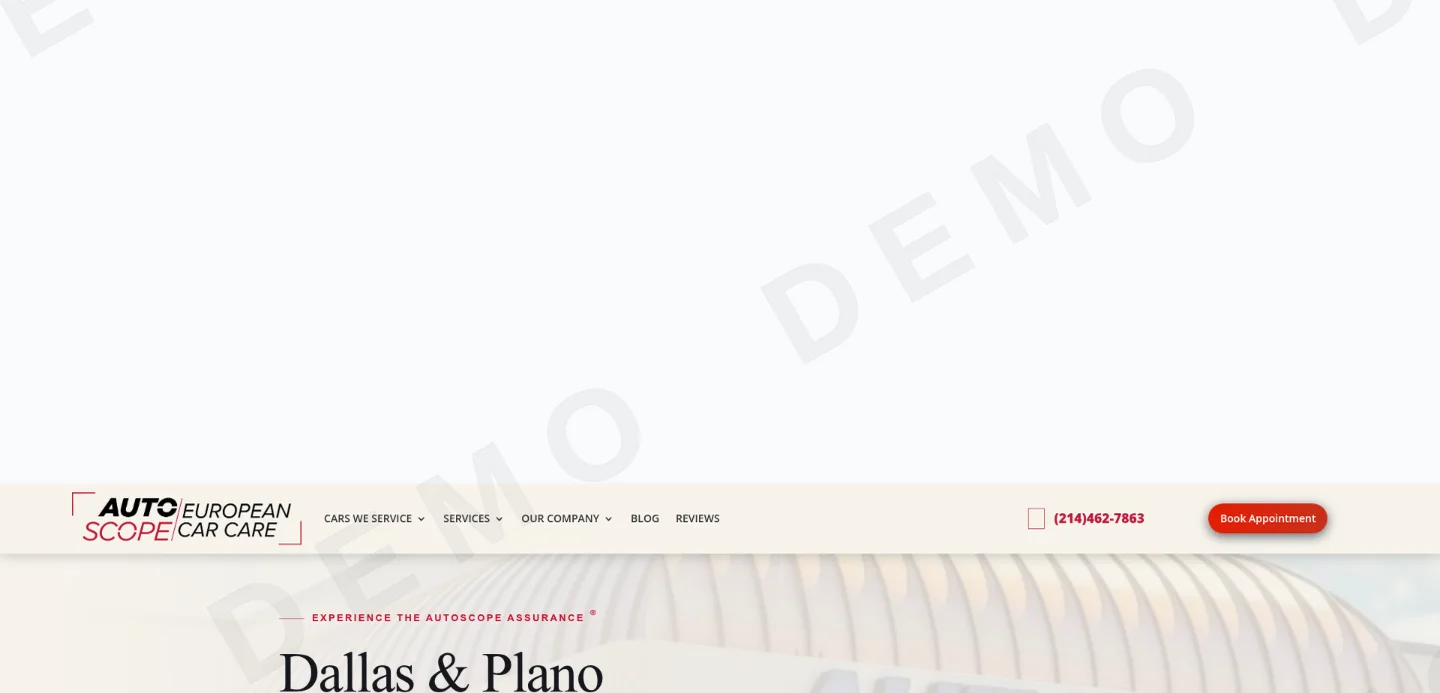 DEMO
DEMO
AUTO EUROPEAN
SCOPE CAR CARE
CARS WE SERVICE
SERVICES
OUR COMPANY
BLOG
REVIEWS
(214)462-7863
Book Appointment
EXPERIENCE THE AUTOSCOPE ASSURANCE ®
Dallas & Plano